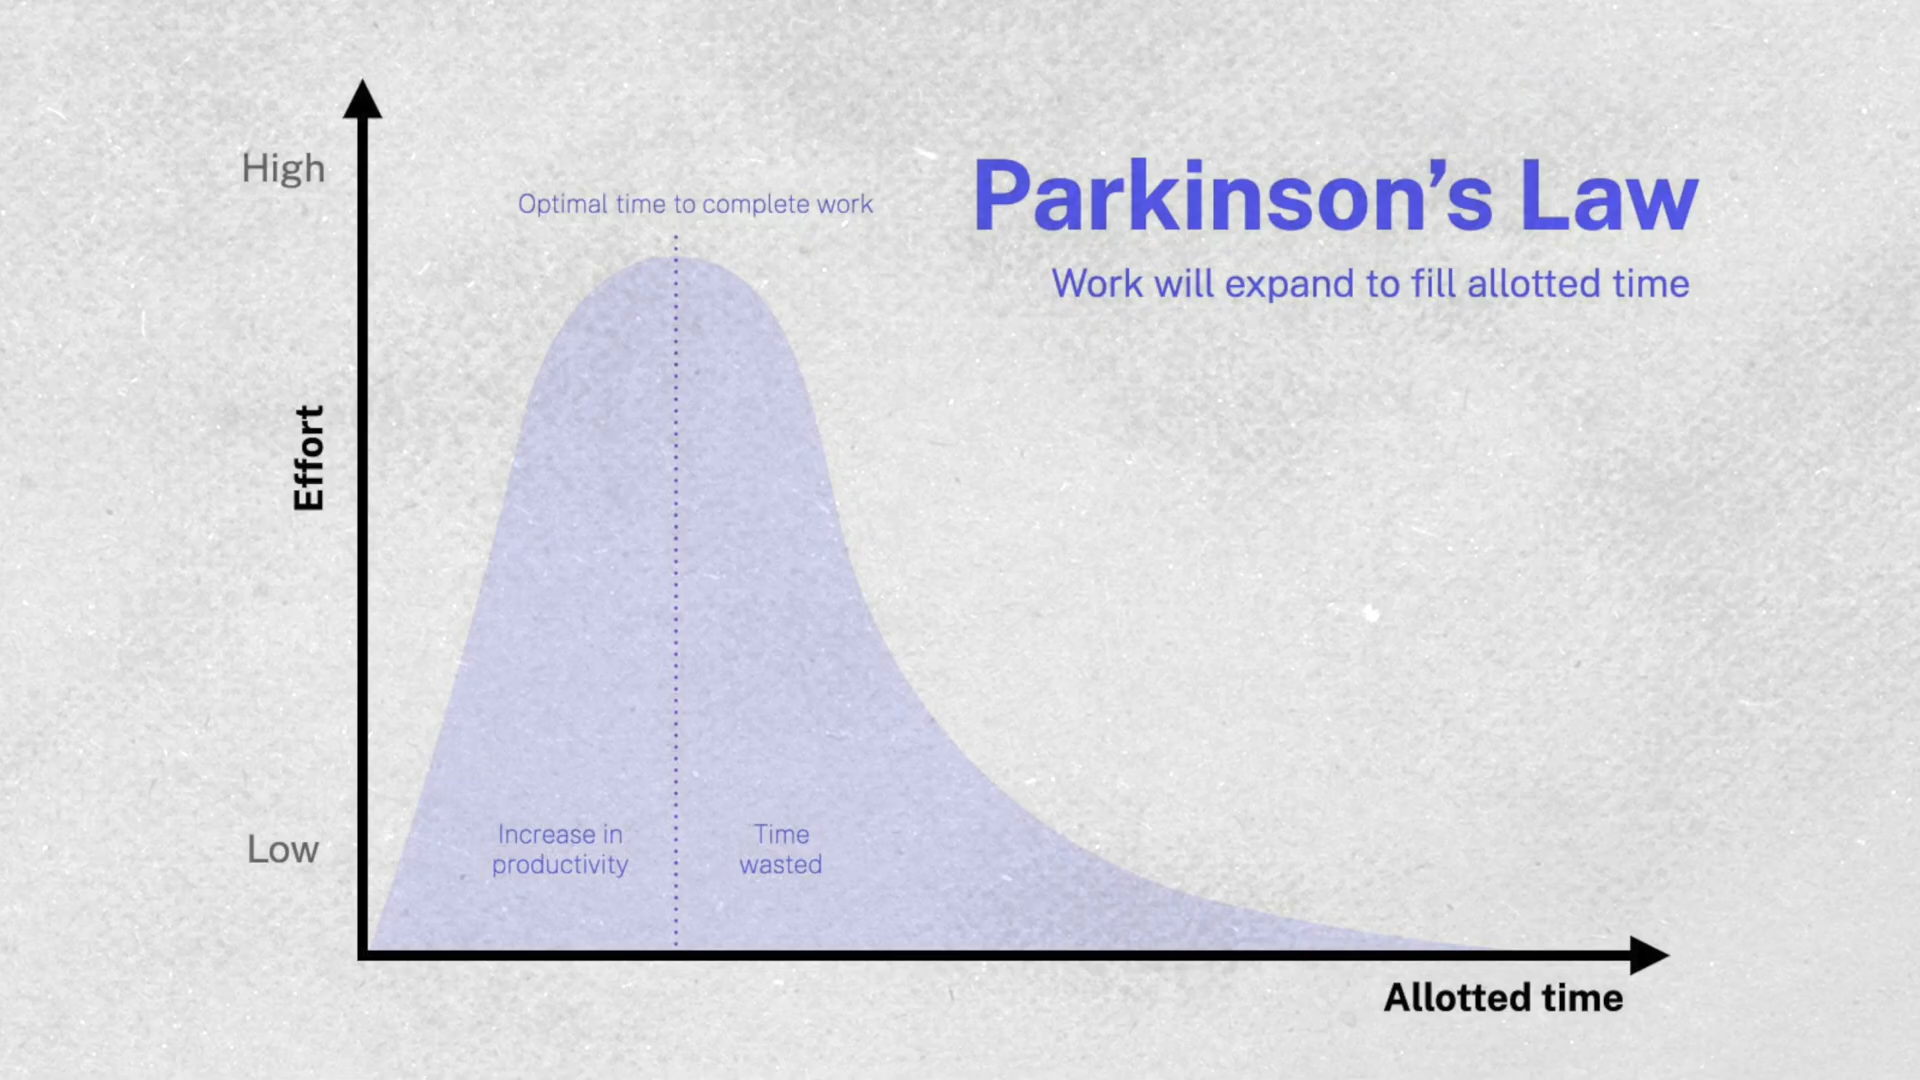 Parkinson’s Law
Work will expand to fill allotted time
High
Optimal time to complete work
Effort
Increase in
productivity
Time
wasted
Low
Allotted time